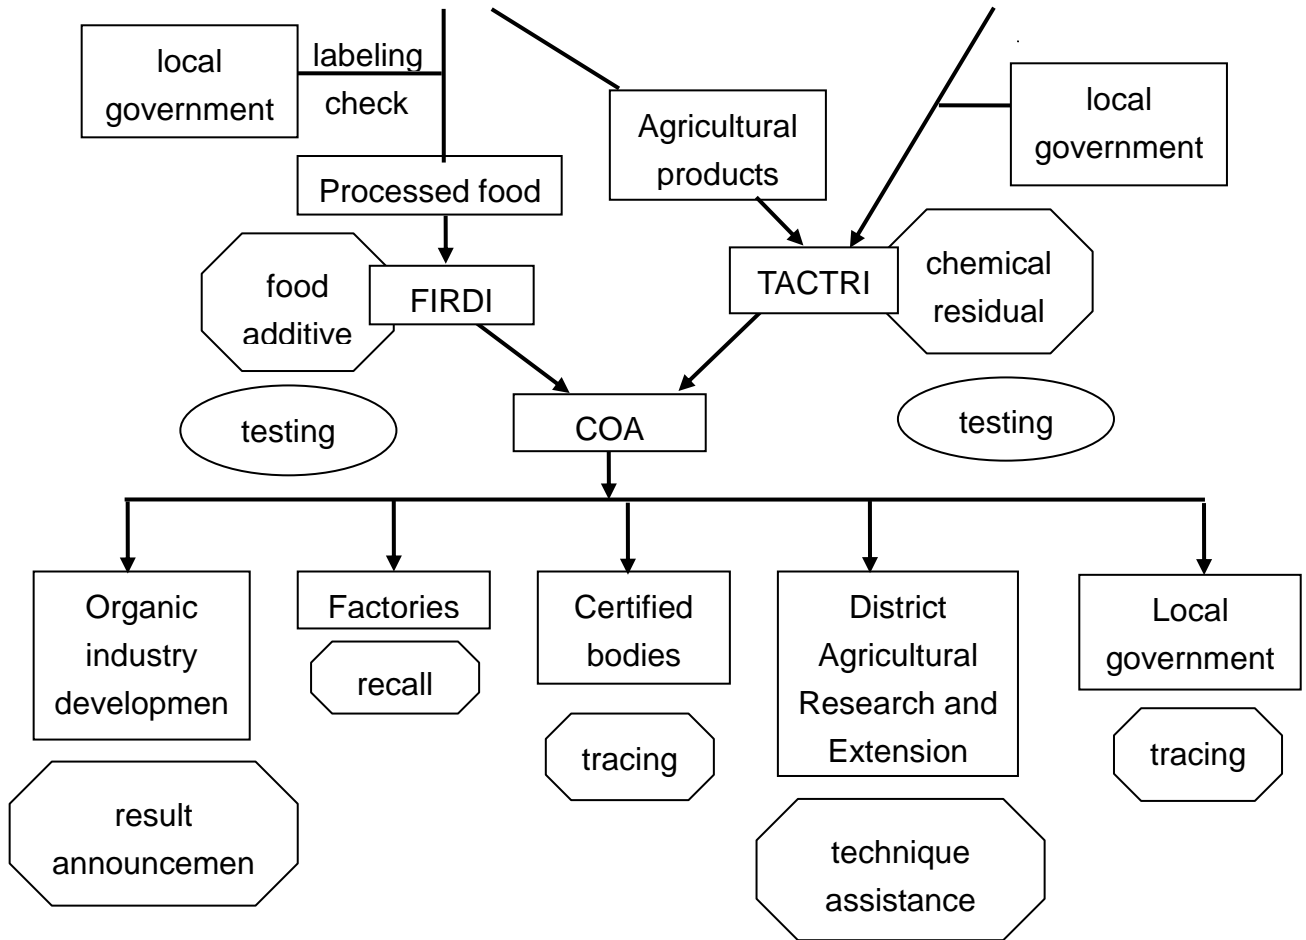 local
government
labeling
check
Agricultural
products
local
government
Processed food
food
additive
FIRDI
TACTRI
chemical
residual
testing
COA
testing
Organic
industry
developmen
Factories
recall
Certified
bodies
tracing
District
Agricultural
Research and
Extension
Local
government
tracing
result
announcemen
technique
assistance